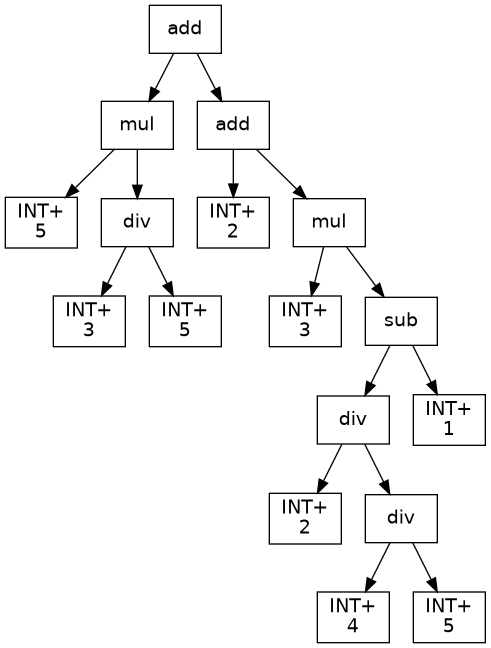 add
mul
add
INT+
5
div
INT+
2
mul
INT+
3
INT+
5
INT+
3
sub
div
INT+
1
INT+
2
div
INT+
4
INT+
5